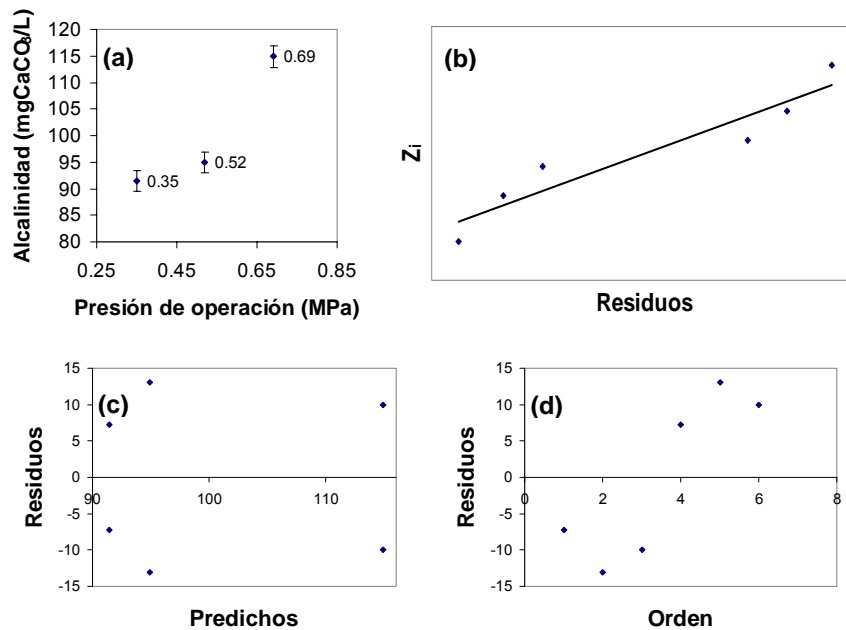 (a)
Alcalinidad (mgCaCO3/L)
120
115
110
105
100
95
90
85
80
0.69
0.52
0.35
0.25 0.45 0.65 0.85
Presión de operación (MPa)
(b)
Zi
Residuos
(c)
Residuos
15
10
5
0
-5
-10
-15
90 100 110
Predichos
(d)
Residuos
15
10
5
0
-5
-10
-15
0 2 4 6 8
Orden